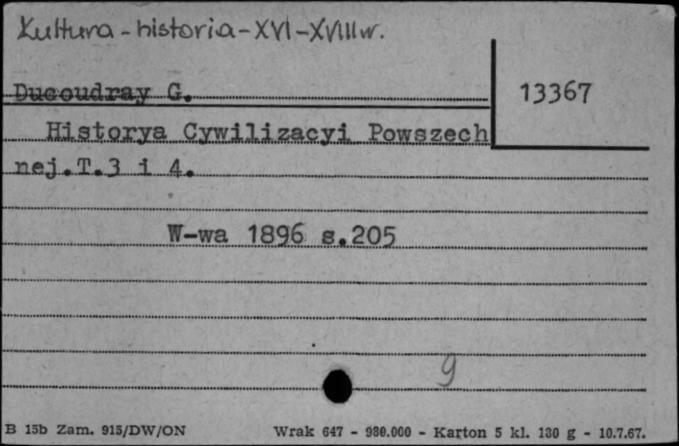 Kultura - historia - XVI - XVIII w.
Ducoudray G.
13367
Historya Cywilizacyi Powszech
nej.T.3 i 4.
W-wa 1896 s.205
9
B 15b Zam. 915/DW/ON Wrak 647 - 980.000 - Karton 5 kl. 130 g - 10.7.67.